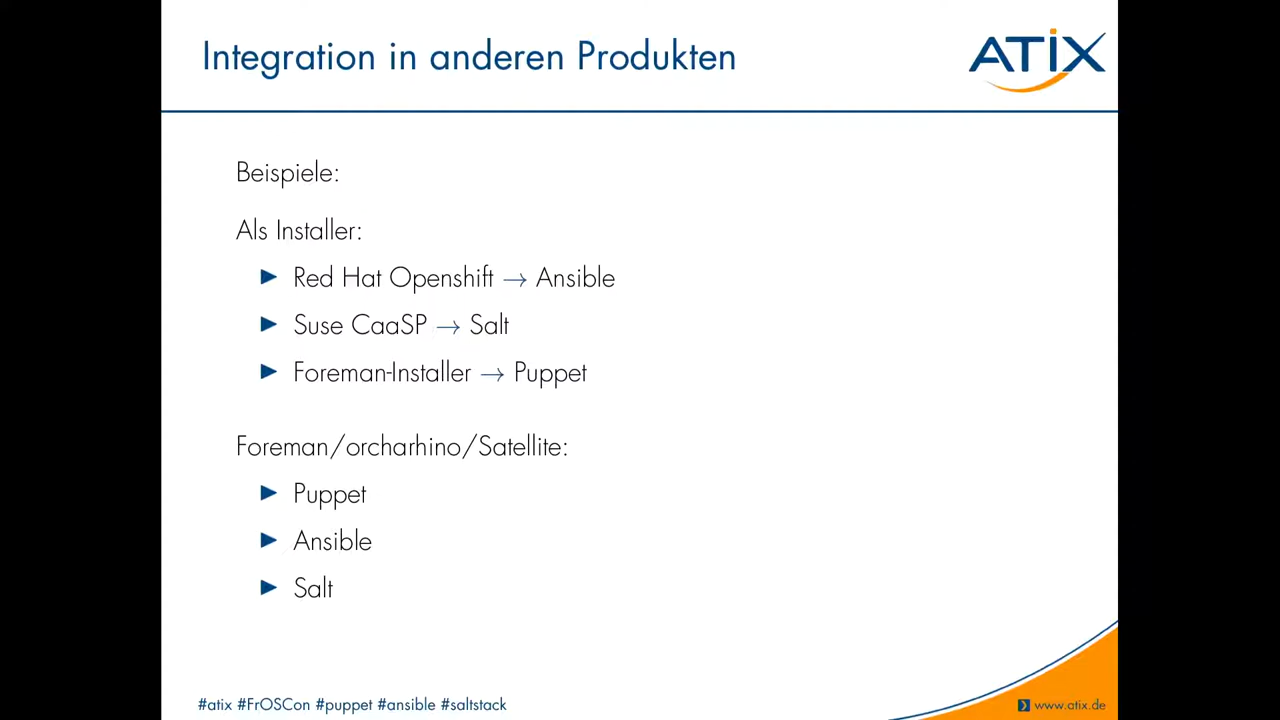 Integration in anderen Produkten
ATiX
Beispiele:
Als Installer:
► Red Hat Openshift → Ansible
► Suse CaaSP → Salt
► Foreman-Installer → Puppet
Foreman/orcharhino/Satellite:
► Puppet
► Ansible
► Salt
#atix #FrOSCon #puppet #ansible #saltstack
www.atix.de